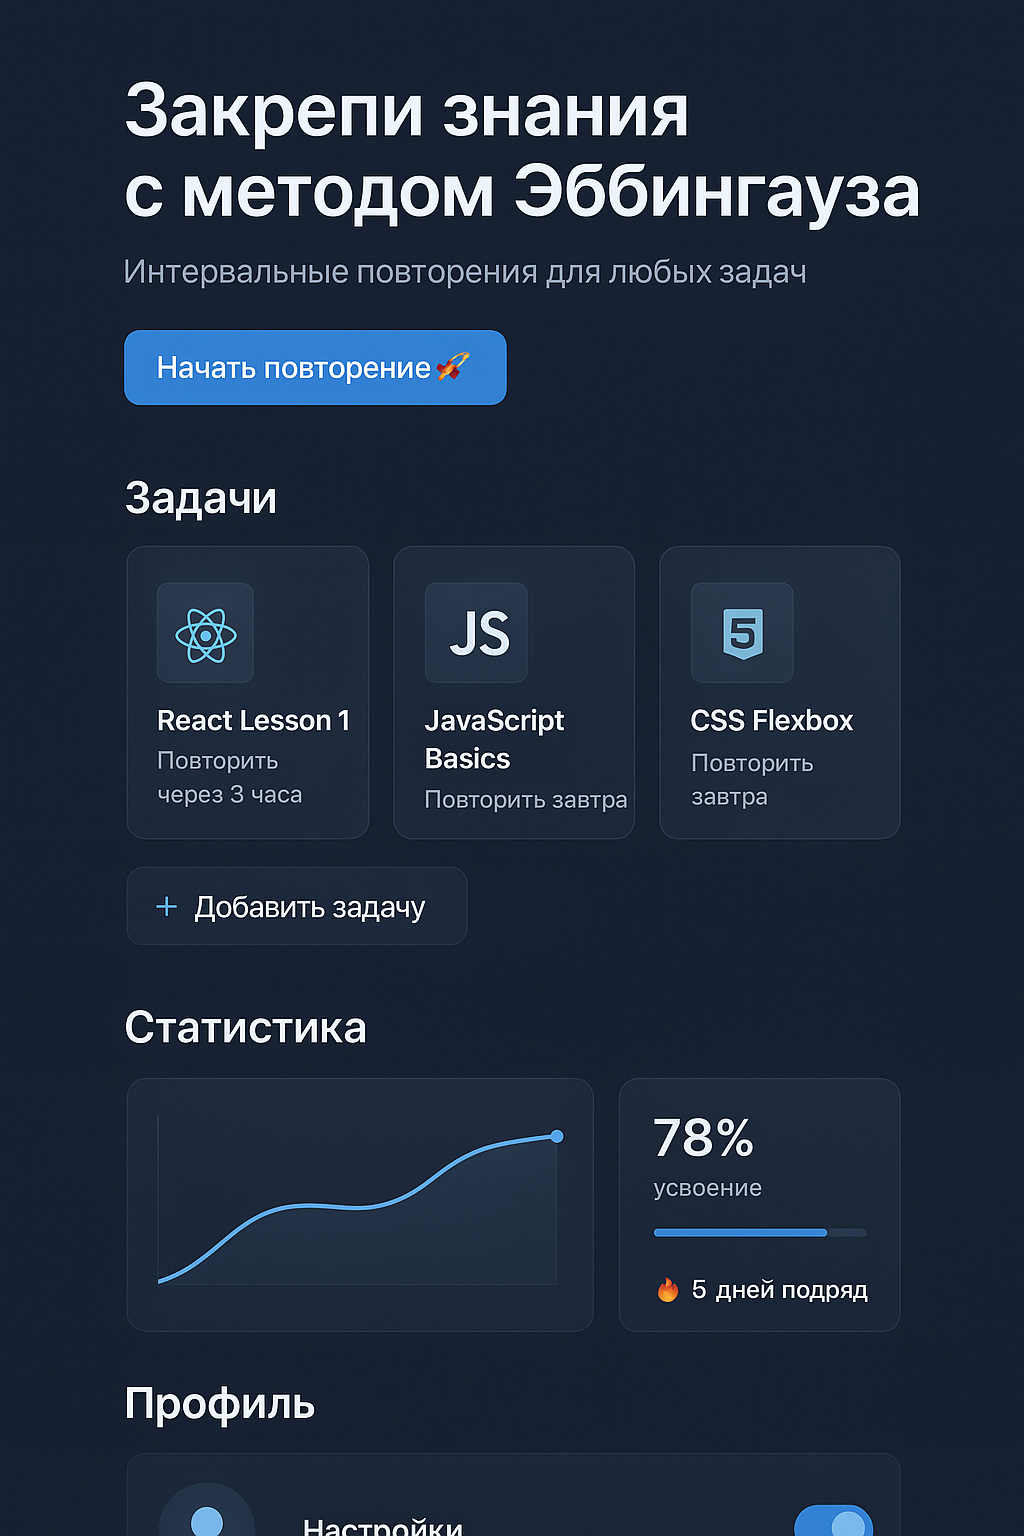 Закрепи знания
с методом Эббингауза
Интервальные повторения для любых задач
Начать повторение🚀
Задачи
JS
5
React Lesson 1
Повторить
через 3 часа
JavaScript
Basics
Повторить завтра
CSS Flexbox
Повторить
завтра
+ Добавить задачу
Статистика
78%
усвоение
🔥 5 дней подряд
Профиль
Настройки